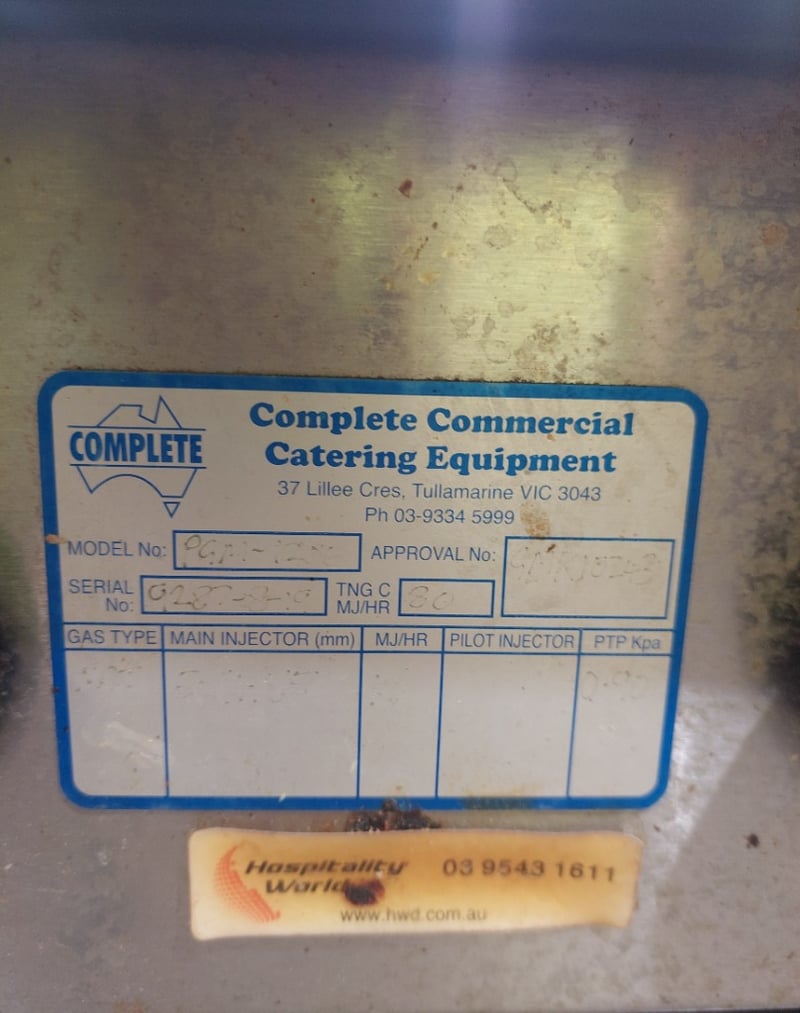 COMPLETE
Complete Commercial
Catering Equipment
37 Lillee Cres, Tullamarine VIC 3043
Ph 03-9334 5999
MODEL No:
APPROVAL No:
SERIAL
No:
TNG C
MJ/HR
80
GAS TYPE MAIN INJECTOR (mm) MJ/HR PILOT INJECTOR PTP Kpa
Hospitality
World
03 9543 1611
www.hwd.com.au